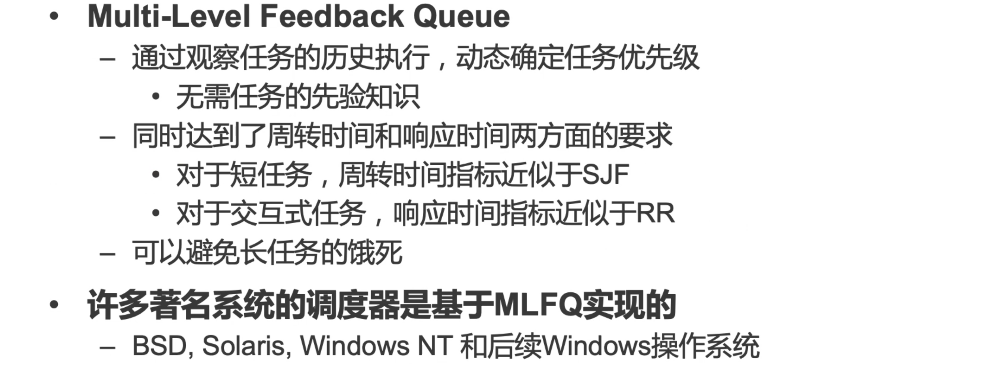 • Multi-Level Feedback Queue
– 通过观察任务的历史执行，动态确定任务优先级
• 无需任务的先验知识
– 同时达到了周转时间和响应时间两方面的要求
• 对于短任务，周转时间指标近似于SJF
• 对于交互式任务，响应时间指标近似于RR
– 可以避免长任务的饿死
• 许多著名系统的调度器是基于MLFQ实现的
– BSD, Solaris, Windows NT 和后续Windows操作系统